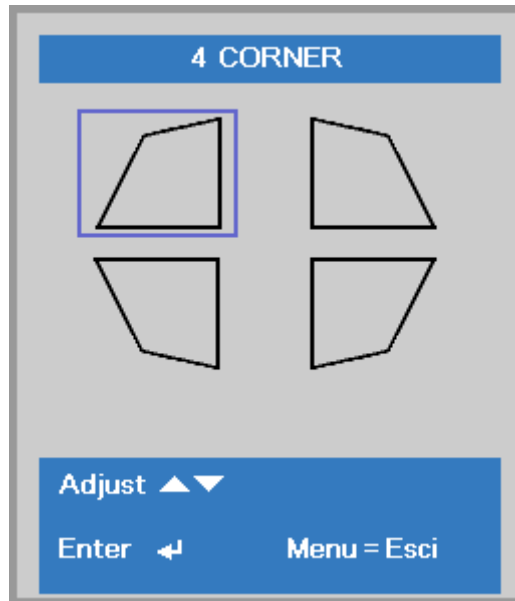 4 CORNER
Adjust ▲▼
Enter ↵ Menu = Esci